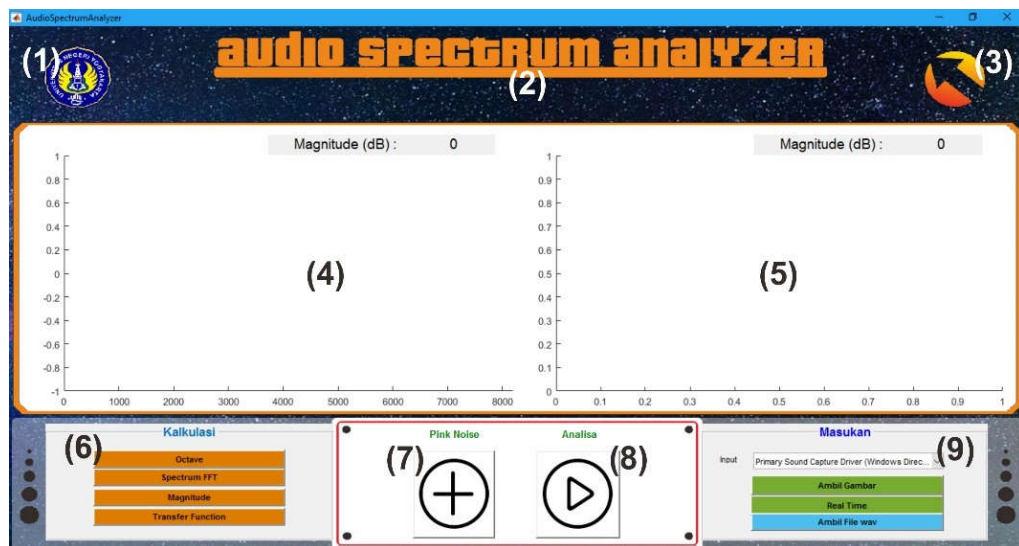 AudioSpectrumAnalyzer
(1)
UNIVERSITAS NEGERI YOGYAKARTA
audio spectrum analyzer
(2)
(3)
Magnitude (dB) : 0
1
0.8
0.6
0.4
0.2
0
-0.2
-0.4
-0.6
-0.8
-1
0 1000 2000 3000 4000 5000 6000 7000 8000
(4)
Magnitude (dB) : 0
1
0.9
0.8
0.7
0.6
0.5
0.4
0.3
0.2
0.1
0
0 0.1 0.2 0.3 0.4 0.5 0.6 0.7 0.8 0.9 1
(5)
Kalkulasi
(6)
Octave
Spectrum FFT
Magnitude
Transfer Function
Pink Noise
(7)
Analisa
(8)
Masukan
(9)
Input Primary Sound Capture Driver (Windows Direc...
Ambil Gambar
Real Time
Ambil File wav